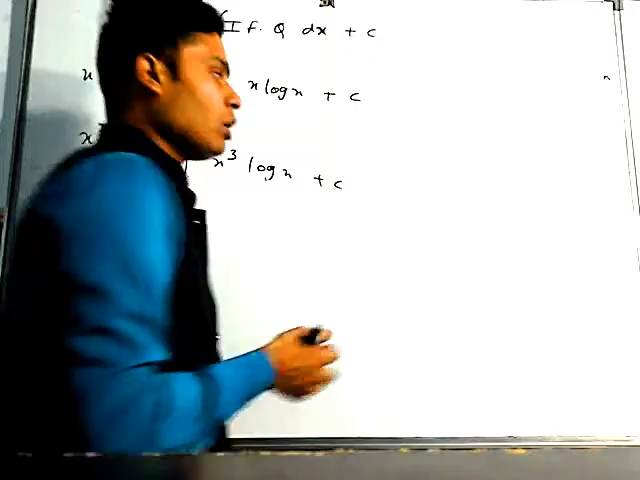 I F. Q dx + c
x x log x + c
x x³ log x + c